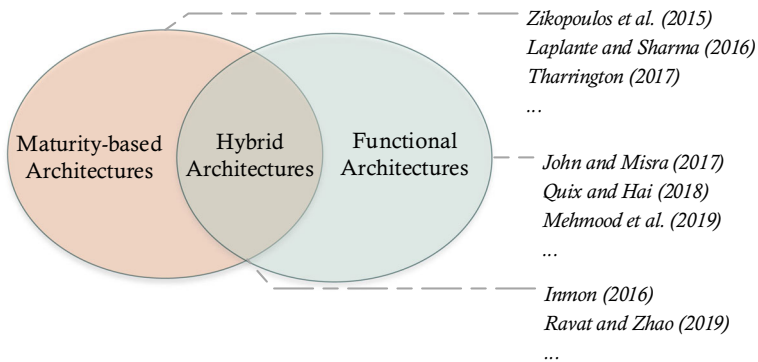 Maturity-based
Architectures
Hybrid
Architectures
Functional
Architectures
Zikopoulos et al. (2015)
Laplante and Sharma (2016)
Tharrington (2017)
...
John and Misra (2017)
Quix and Hai (2018)
Mehmood et al. (2019)
...
Inmon (2016)
Ravat and Zhao (2019)
...